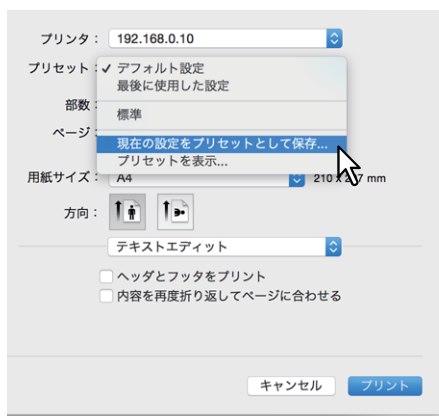 プリンタ： 192.168.0.10
プリセット： ✓ デフォルト設定
最後に使用した設定
部数：
標準
ページ：
現在の設定をプリセットとして保存...
プリセットを表示...
用紙サイズ： A4 210 x 297 mm
方向：
テキストエディット
ヘッダとフッタをプリント
内容を再度折り返してページに合わせる
キャンセル プリント